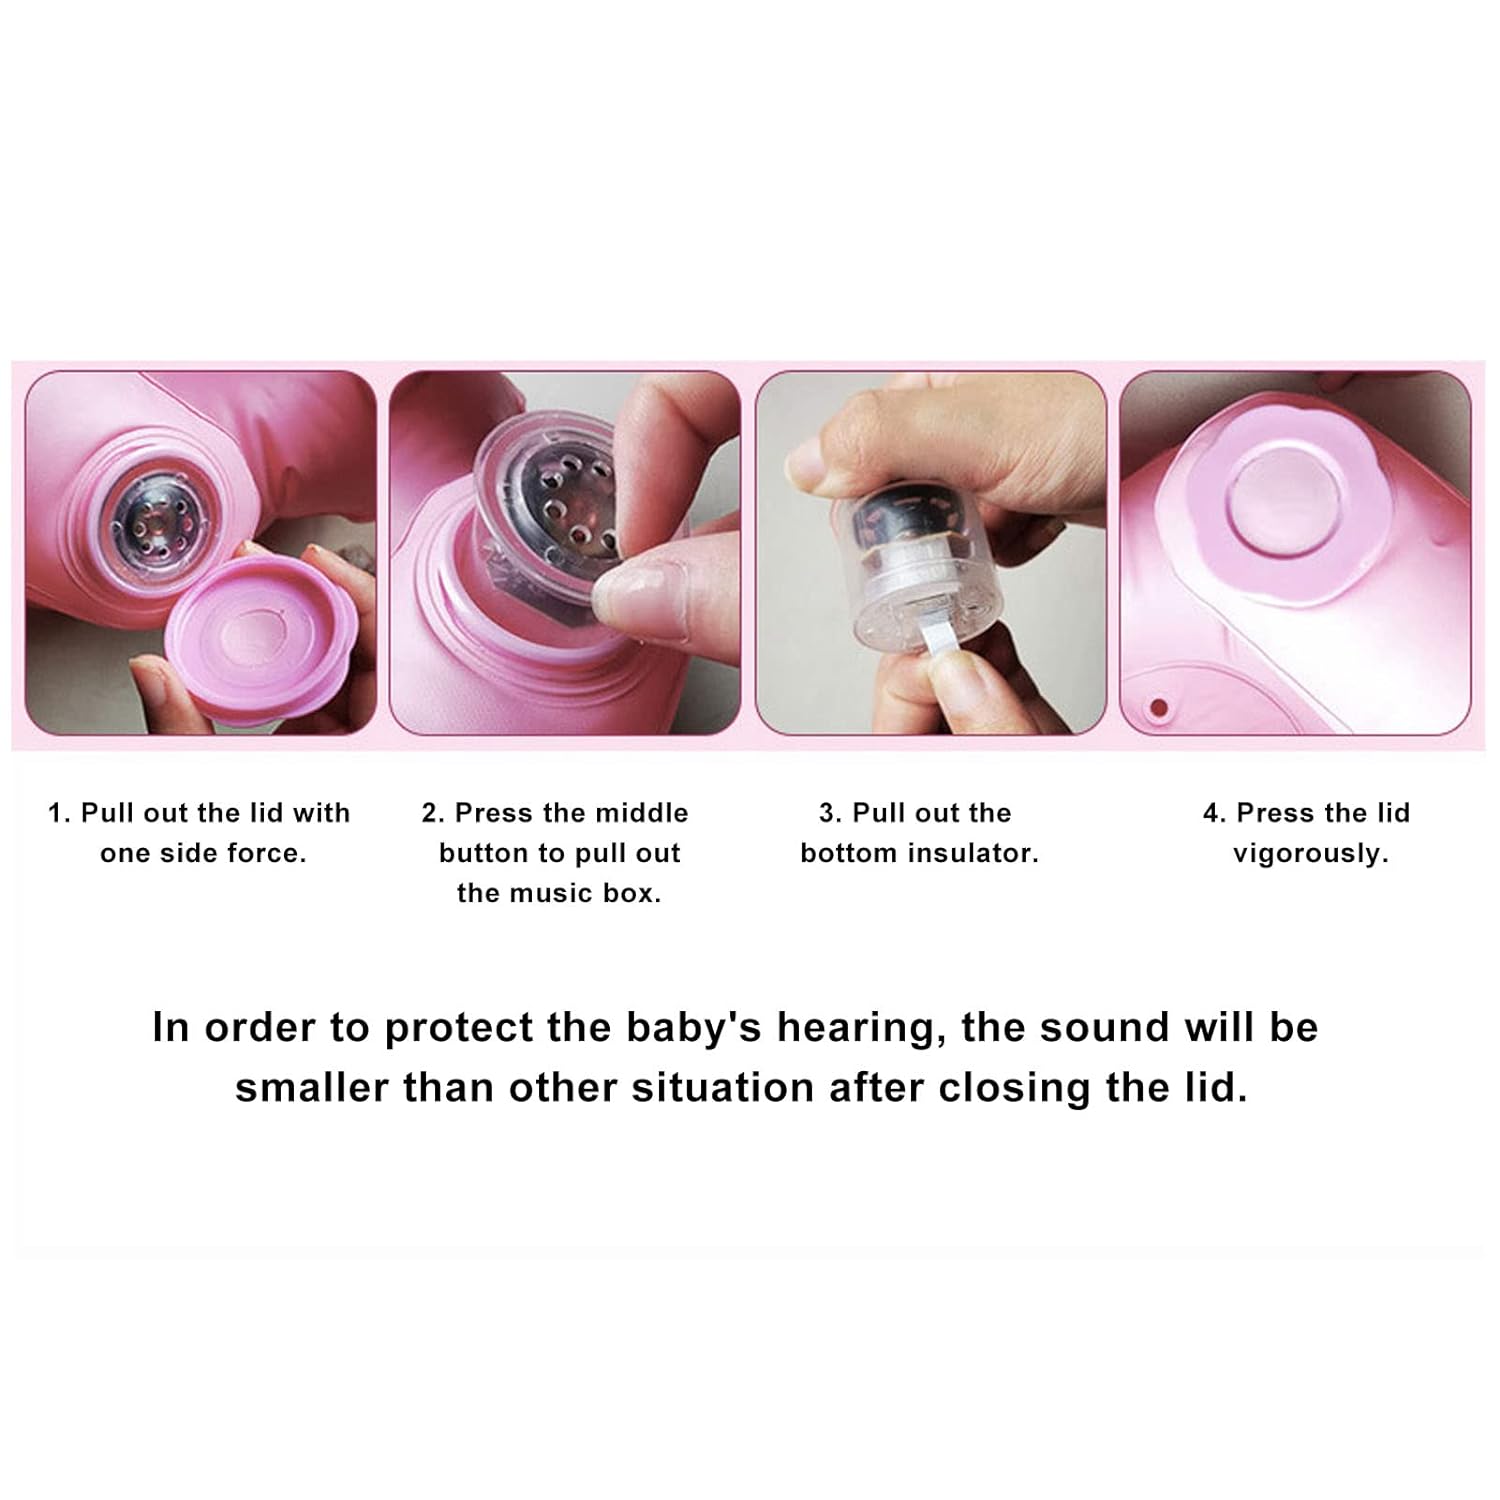 1. Pull out the lid with
one side force.
2. Press the middle
button to pull out
the music box.
3. Pull out the
bottom insulator.
4. Press the lid
vigorously.
In order to protect the baby's hearing, the sound will be
smaller than other situation after closing the lid.